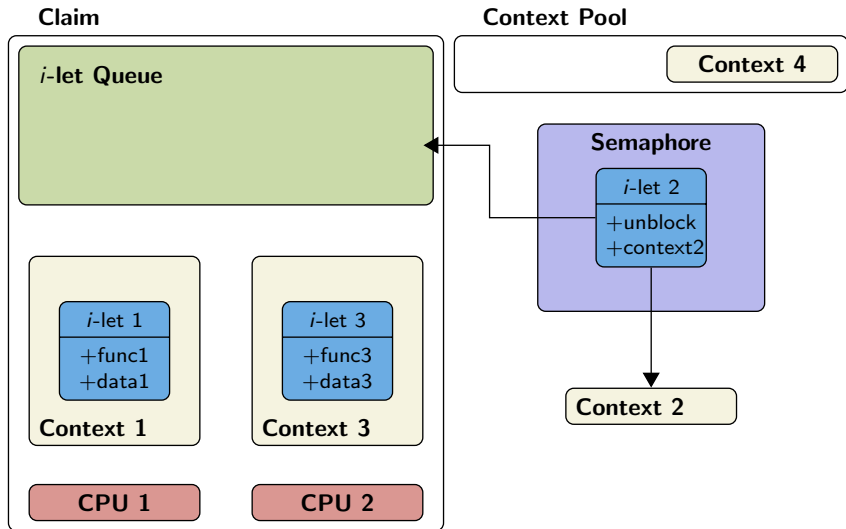 Claim
Context Pool
i-let Queue
Context 4
Semaphore
i-let 2
+unblock
+context2
i-let 1
+func1
+data1
Context 1
i-let 3
+func3
+data3
Context 3
Context 2
CPU 1
CPU 2